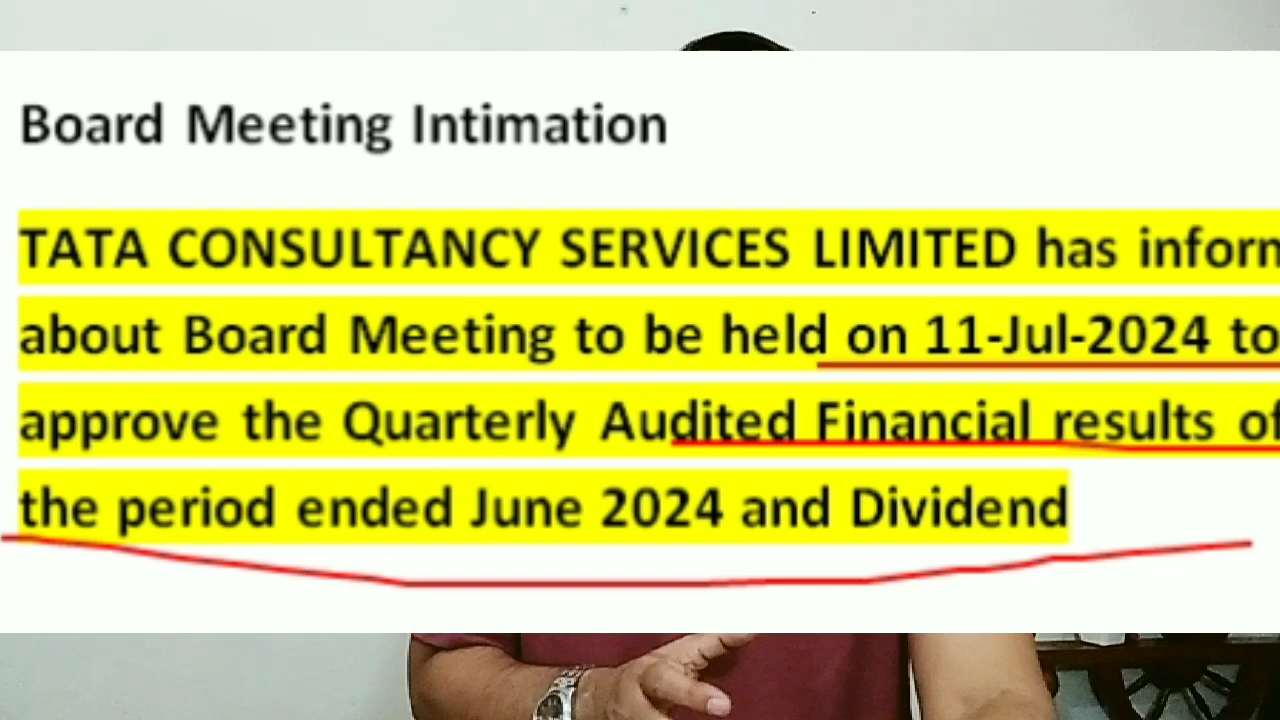 Board Meeting Intimation
TATA CONSULTANCY SERVICES LIMITED has
about Board Meeting to be held on 11-Jul-2024 to
approve the Quarterly Audited Financial results of
the period ended June 2024 and Dividend